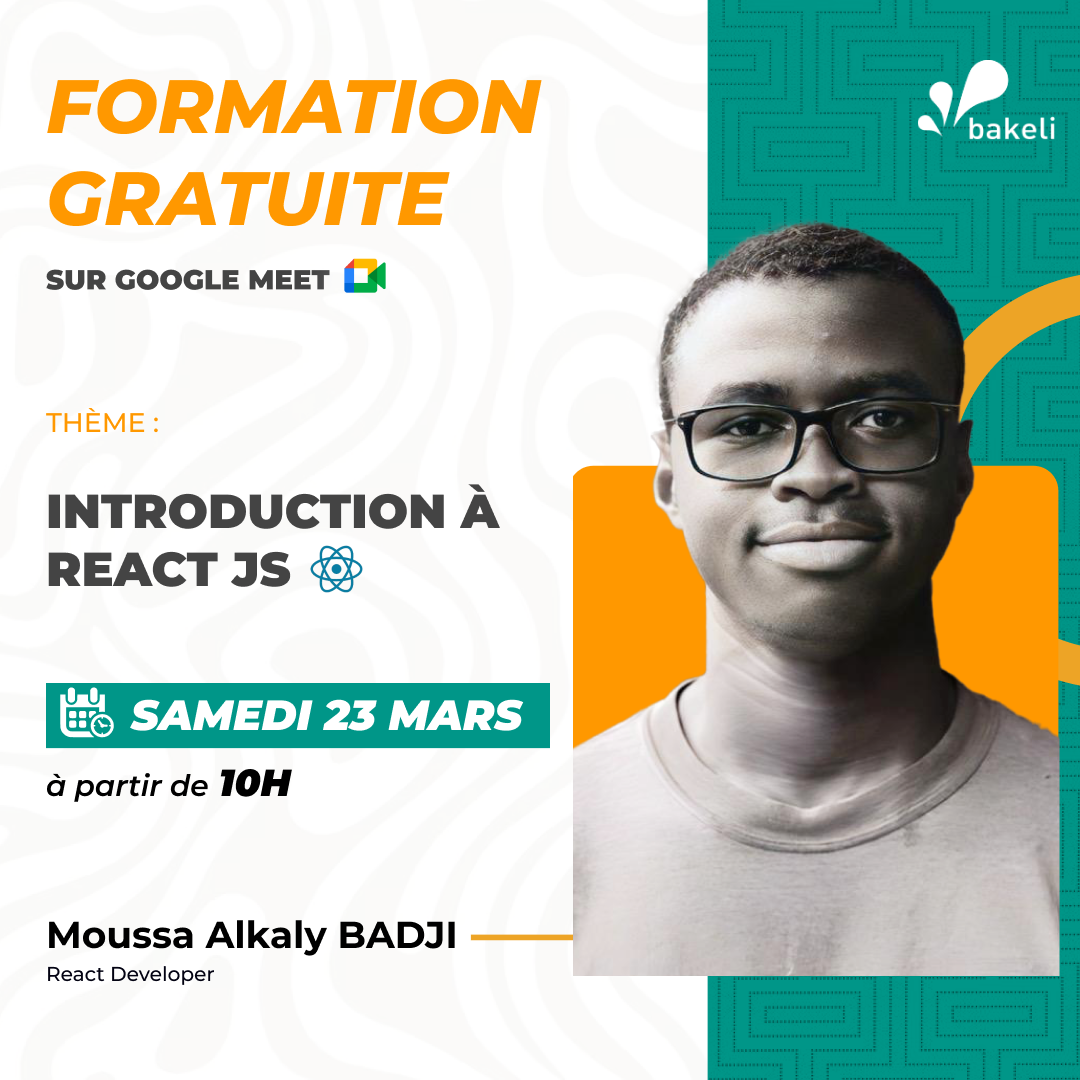 FORMATION
GRATUITE
SUR GOOGLE MEET
bakeli
THÈME :
INTRODUCTION À
REACT JS
SAMEDI 23 MARS
à partir de 10H
Moussa Alkaly BADJI
React Developer